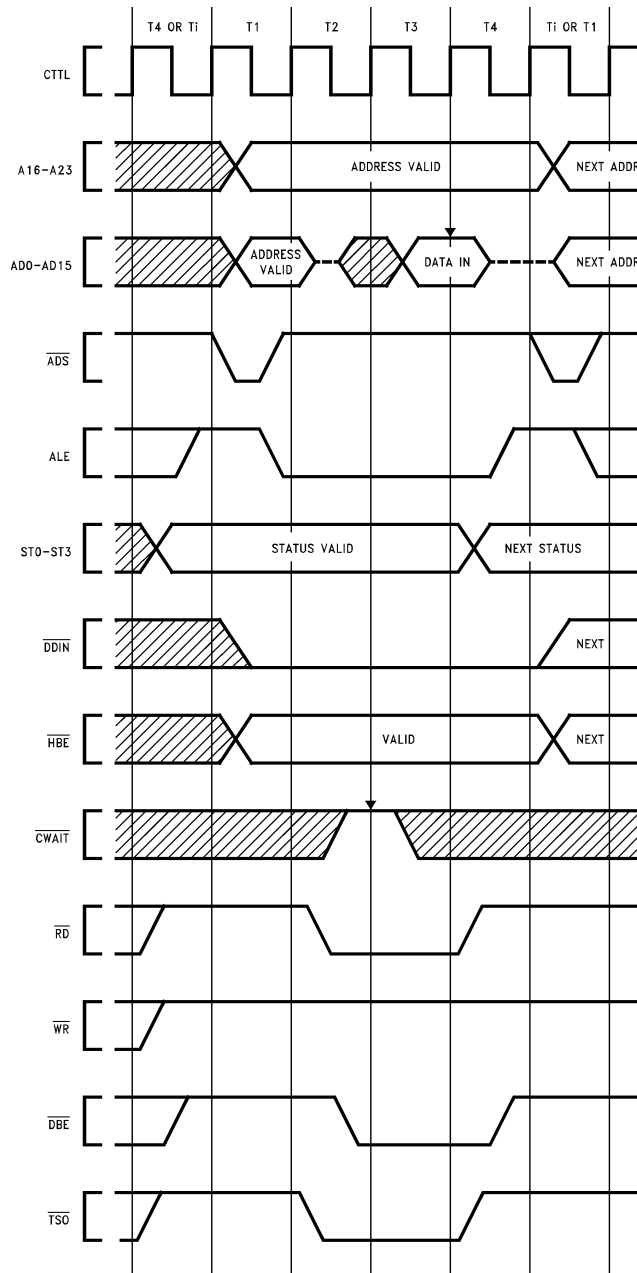 T4 OR Ti T1 T2 T3 T4 Ti OR T1
CTTL
A16-A23 ADDRESS VALID NEXT ADDR
AD0-AD15 ADDRESS VALID DATA IN NEXT ADDR
ADS
ALE
ST0-ST3 STATUS VALID NEXT STATUS
DDIN NEXT
HBE VALID NEXT
CWAIT
RD
WR
DBE
TSO